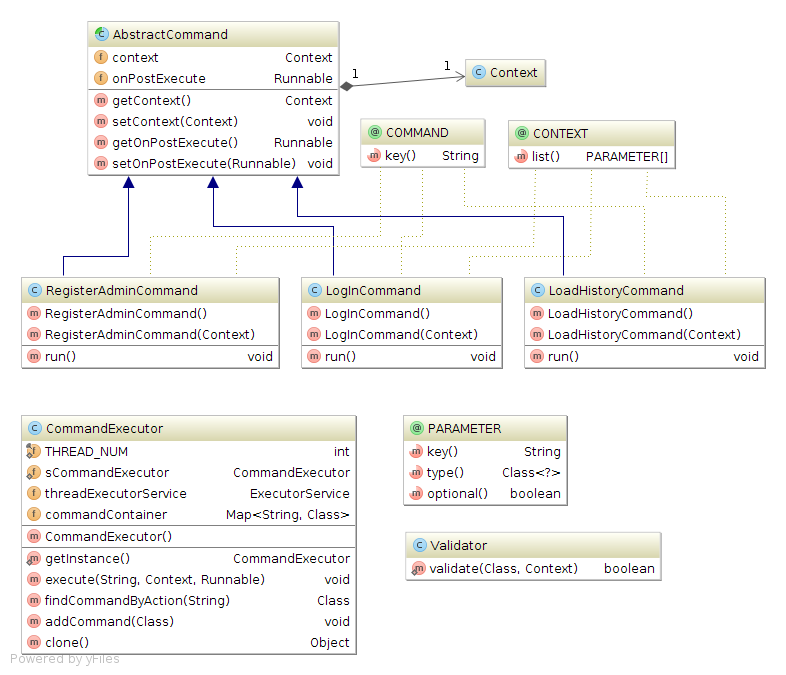 AbstractCommand
context Context
onPostExecute Runnable
getContext() Context
setContext(Context) void
getOnPostExecute() Runnable
setOnPostExecute(Runnable) void
1
1
Context
COMMAND
key() String
CONTEXT
list() PARAMETER[]
RegisterAdminCommand
RegisterAdminCommand()
RegisterAdminCommand(Context)
run() void
LogInCommand
LogInCommand()
LogInCommand(Context)
run() void
LoadHistoryCommand
LoadHistoryCommand()
LoadHistoryCommand(Context)
run() void
CommandExecutor
THREAD_NUM int
sCommandExecutor CommandExecutor
threadExecutorService ExecutorService
commandContainer Map<String, Class>
CommandExecutor()
getInstance() CommandExecutor
execute(String, Context, Runnable) void
findCommandByAction(String) Class
addCommand(Class) void
clone() Object
PARAMETER
key() String
type() Class<?>
optional() boolean
Validator
validate(Class, Context) boolean
Powered by yFiles